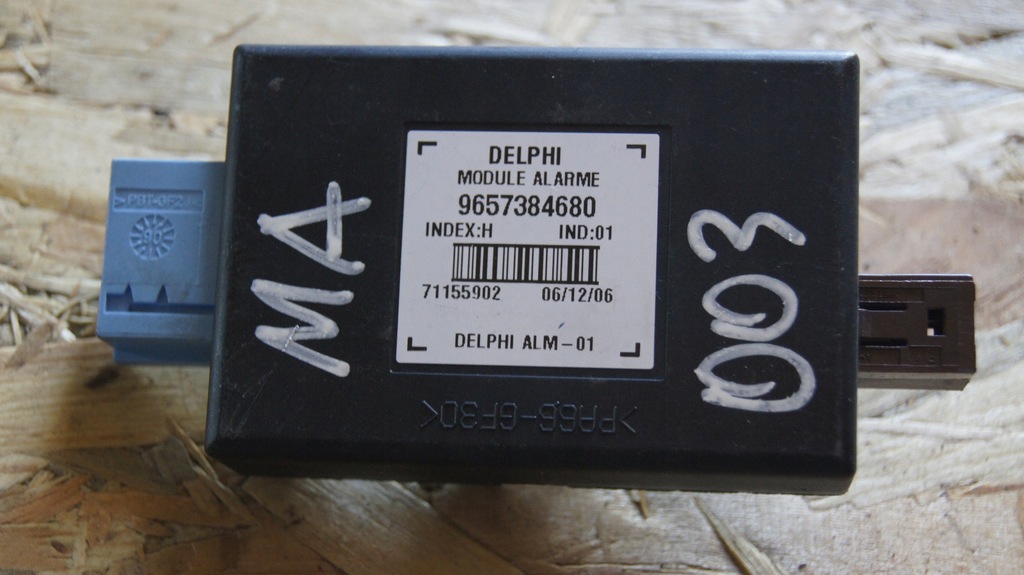 DELPHI
MODULE ALARME
9657384680
INDEX:H IND:01
71155902 06/12/06
DELPHI ALM-01
MA
003
>PA66-GF30<